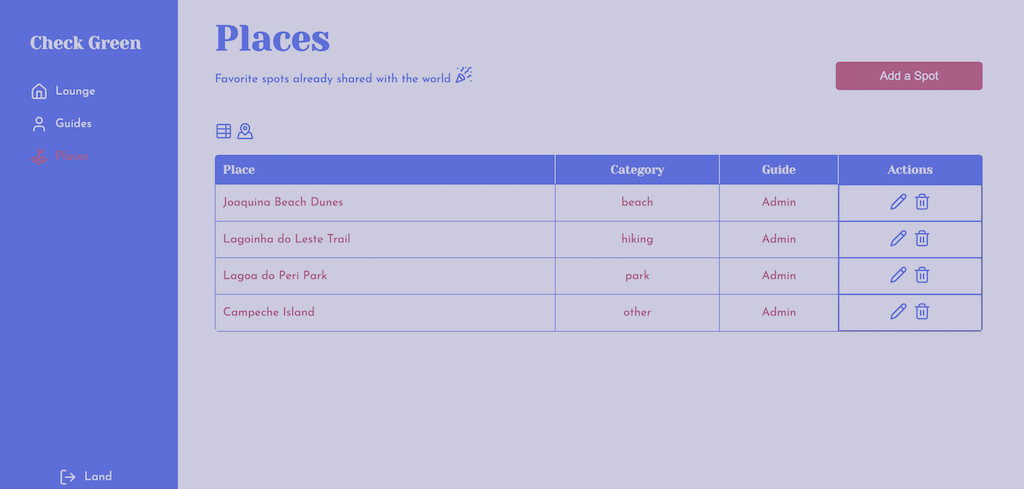 Check Green
Lounge
Guides
Places
Land
Places
Favorite spots already shared with the world
Add a Spot
Place Category Guide Actions
Joaquina Beach Dunes beach Admin
Lagoinha do Leste Trail hiking Admin
Lagoa do Peri Park park Admin
Campeche Island other Admin